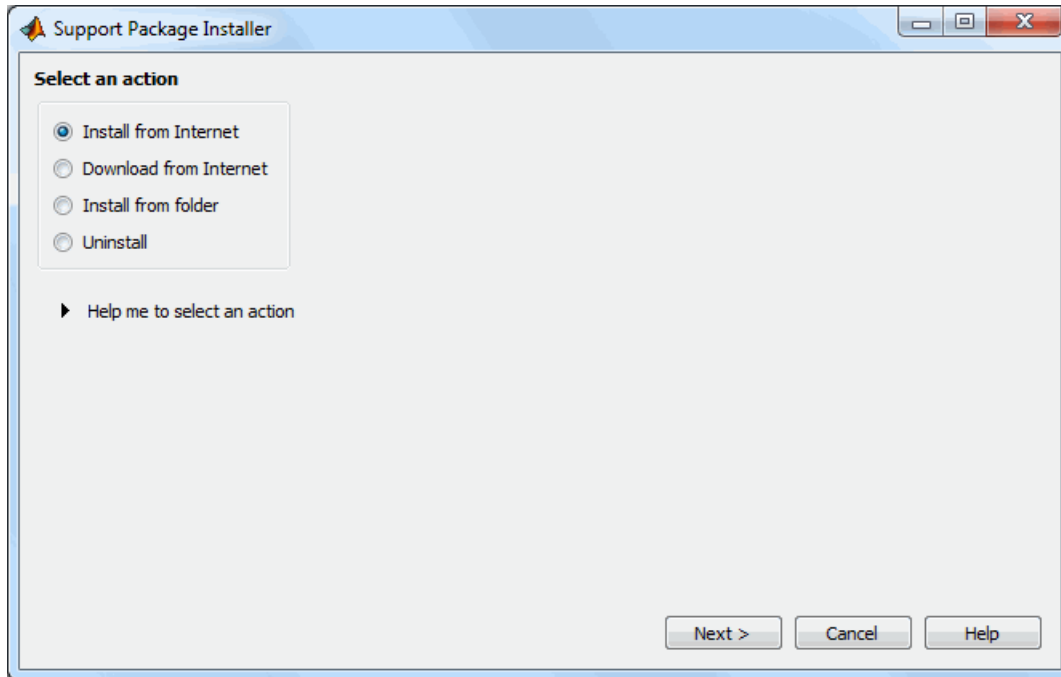 Support Package Installer
Select an action
Install from Internet
Download from Internet
Install from folder
Uninstall
Help me to select an action
Next > Cancel Help